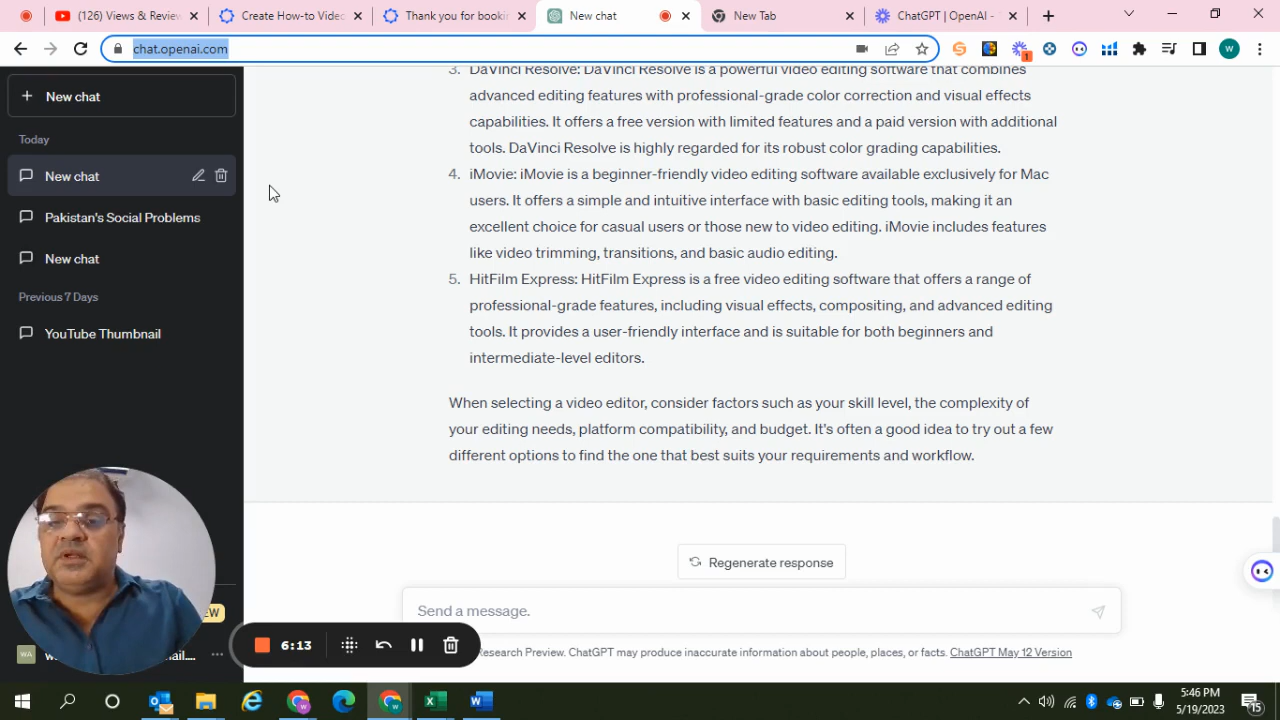 (126) Views & Review
Create How-to Video
Thank you for bookin
New chat
New Tab
ChatGPT | OpenAI -
chat.openai.com
1
W
New chat
Today
New chat
Pakistan's Social Problems
New chat
Previous 7 Days
YouTube Thumbnail
3. DaVinci Resolve: DaVinci Resolve is a powerful video editing software that combines
advanced editing features with professional-grade color correction and visual effects
capabilities. It offers a free version with limited features and a paid version with additional
tools. DaVinci Resolve is highly regarded for its robust color grading capabilities.
4. iMovie: iMovie is a beginner-friendly video editing software available exclusively for Mac
users. It offers a simple and intuitive interface with basic editing tools, making it an
excellent choice for casual users or those new to video editing. iMovie includes features
like video trimming, transitions, and basic audio editing.
5. HitFilm Express: HitFilm Express is a free video editing software that offers a range of
professional-grade features, including visual effects, compositing, and advanced editing
tools. It provides a user-friendly interface and is suitable for both beginners and
intermediate-level editors.
When selecting a video editor, consider factors such as your skill level, the complexity of
your editing needs, platform compatibility, and budget. It's often a good idea to try out a few
different options to find the one that best suits your requirements and workflow.
Regenerate response
Send a message.
Research Preview. ChatGPT may produce inaccurate information about people, places, or facts. ChatGPT May 12 Version
EW
WA
6:13
5:46 PM
5/19/2023
15